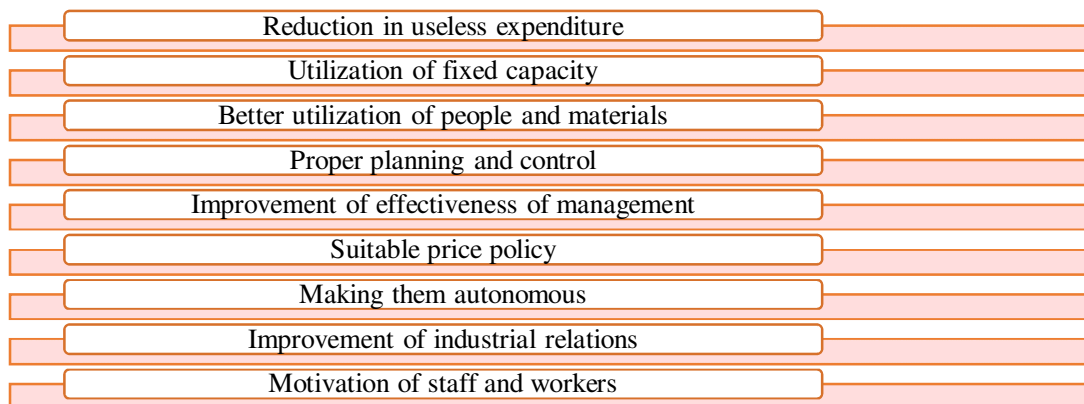 Reduction in useless expenditure
Utilization of fixed capacity
Better utilization of people and materials
Proper planning and control
Improvement of effectiveness of management
Suitable price policy
Making them autonomous
Improvement of industrial relations
Motivation of staff and workers